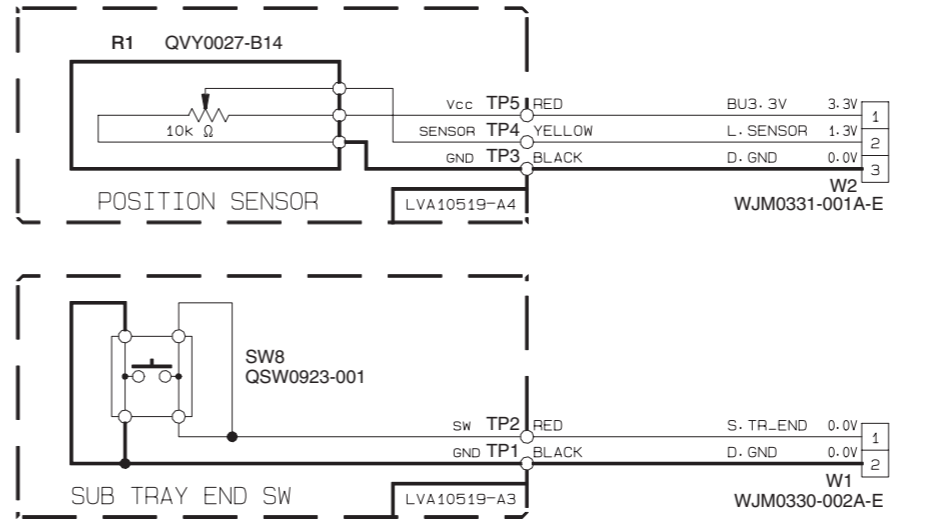 R1 QVY0027-B14
10k Ω
Vcc TP5 RED BU3.3V 3.3V 1
SENSOR TP4 YELLOW L.SENSOR 1.3V 2
GND TP3 BLACK D.GND 0.0V 3
W2
POSITION SENSOR LVA10519-A4 WJM0331-001A-E
SW8
QSW0923-001
SW TP2 RED S.TR_END 0.0V 1
GND TP1 BLACK D.GND 0.0V 2
W1
SUB TRAY END SW LVA10519-A3 WJM0330-002A-E